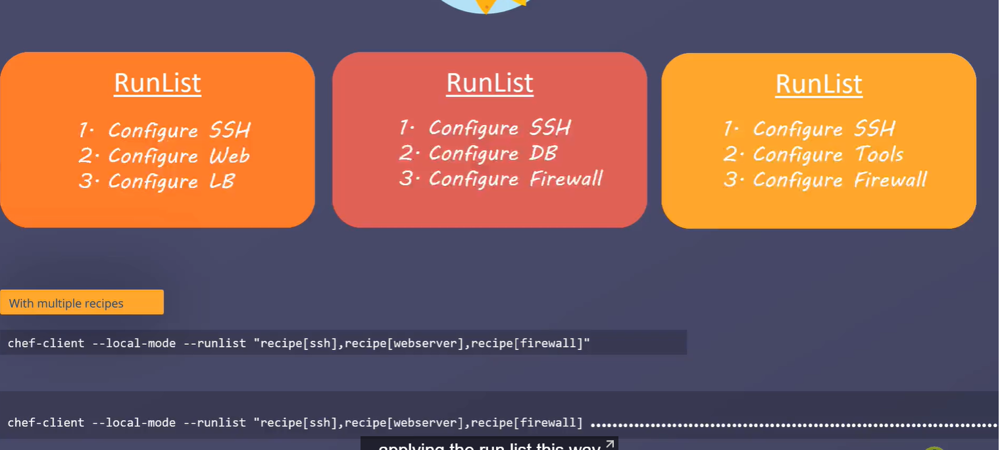 RunList
1. Configure SSH
2. Configure Web
3. Configure LB
RunList
1. Configure SSH
2. Configure DB
3. Configure Firewall
RunList
1. Configure SSH
2. Configure Tools
3. Configure Firewall
With multiple recipes
chef-client --local-mode --runlist "recipe[ssh],recipe[webserver],recipe[firewall]"
chef-client --local-mode --runlist "recipe[ssh],recipe[webserver],recipe[firewall] ........................................................................
applying the run list this way